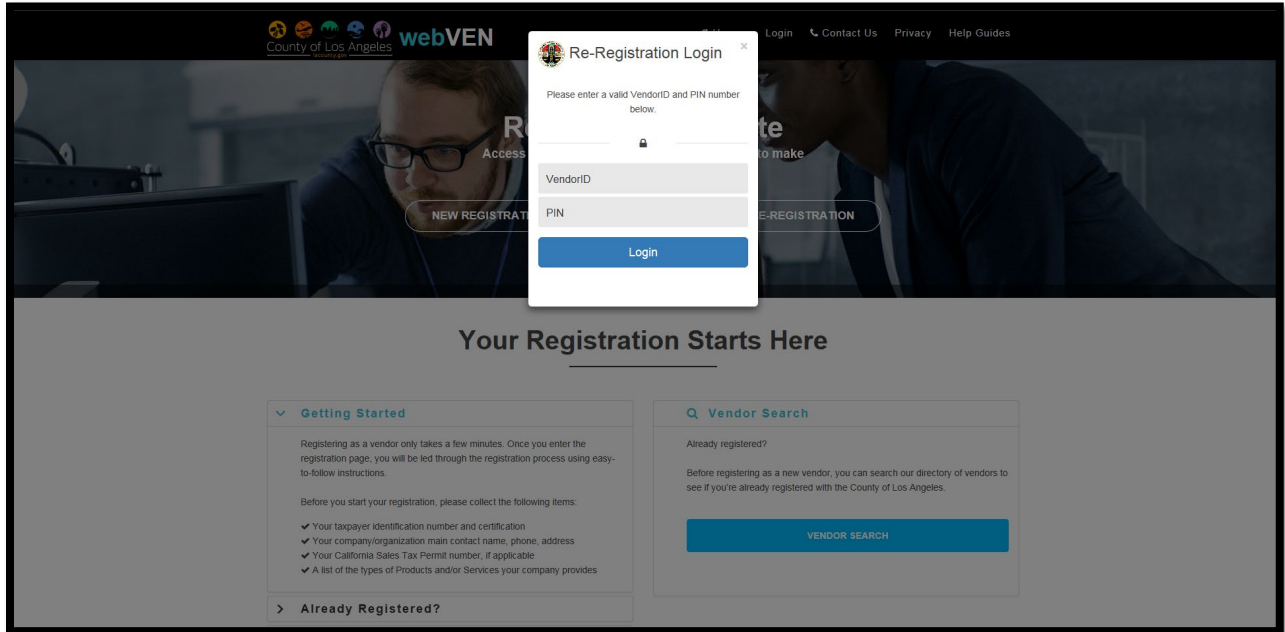 County of Los Angeles webVEN
lacounty.gov
Login Contact Us Privacy Help Guides
Re-Registration Login ×
Please enter a valid VendorID and PIN number
below.
Access
to make
VendorID
PIN
NEW REGISTRATI
E-REGISTRATION
Login
Your Registration Starts Here
Getting Started
Registering as a vendor only takes a few minutes. Once you enter the
registration page, you will be led through the registration process using easy-
to-follow instructions.
Before you start your registration, please collect the following items:
✔ Your taxpayer identification number and certification
✔ Your company/organization main contact name, phone, address
✔ Your California Sales Tax Permit number, if applicable
✔ A list of the types of Products and/or Services your company provides
Already Registered?
Vendor Search
Already registered?
Before registering as a new vendor, you can search our directory of vendors to
see if you're already registered with the County of Los Angeles.
VENDOR SEARCH